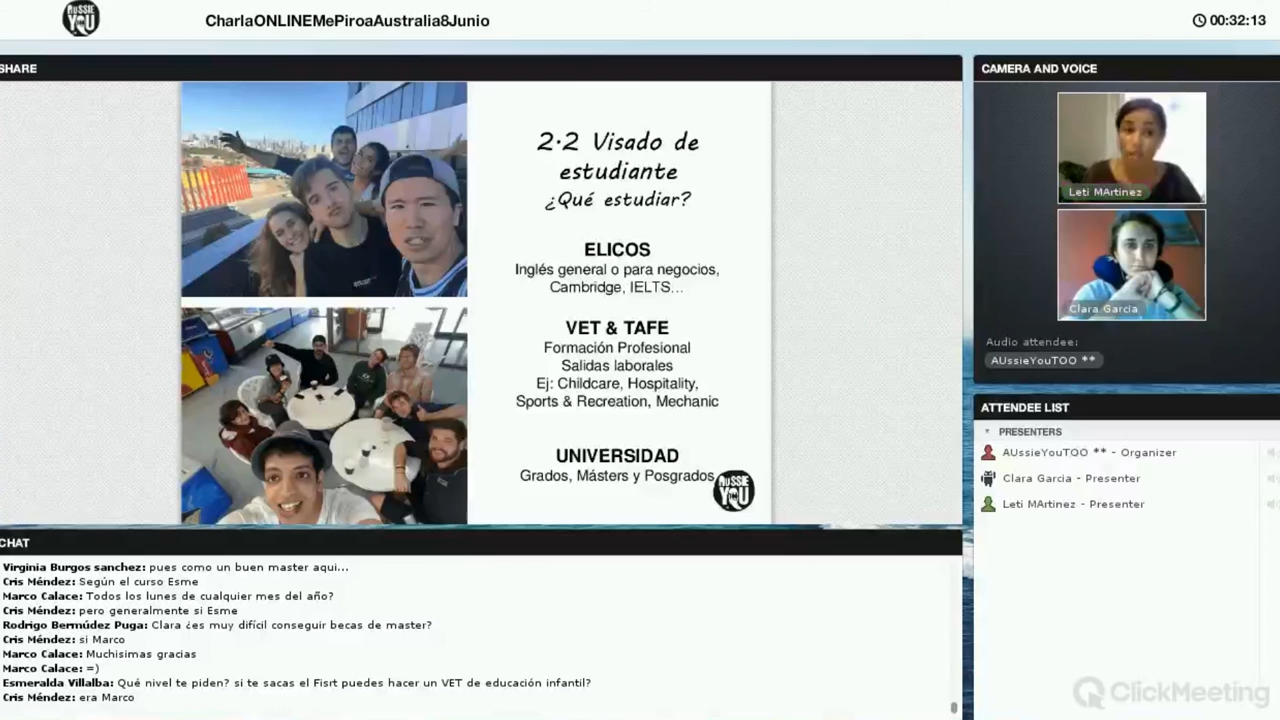 AUSSIE
YOU
TOO
CharlaONLINEMePiroaAustralia8Junio
00:32:13
SHARE
2.2 Visado de
estudiante
¿Qué estudiar?
ELICOS
Inglés general o para negocios,
Cambridge, IELTS...
VET & TAFE
Formación Profesional
Salidas laborales
Ej: Childcare, Hospitality,
Sports & Recreation, Mechanic
UNIVERSIDAD
Grados, Másters y Posgrados
AUSSIE
YOU
TOO
CAMERA AND VOICE
Leti MArtinez
Clara Garcia
Audio attendee:
AUssieYouTOO **
ATTENDEE LIST
PRESENTERS
AUssieYouTOO ** - Organizer
Clara Garcia - Presenter
Leti MArtinez - Presenter
CHAT
Virginia Burgos sanchez: pues como un buen master aqui...
Cris Méndez: Según el curso Esme
Marco Calace: Todos los lunes de cualquier mes del año?
Cris Méndez: pero generalmente si Esme
Rodrigo Bermúdez Puga: Clara ¿es muy difícil conseguir becas de master?
Cris Méndez: si Marco
Marco Calace: Muchisimas gracias
Marco Calace: =)
Esmeralda Villalba: Qué nivel te piden? si te sacas el Fisrt puedes hacer un VET de educación infantil?
Cris Méndez: era Marco
ClickMeeting